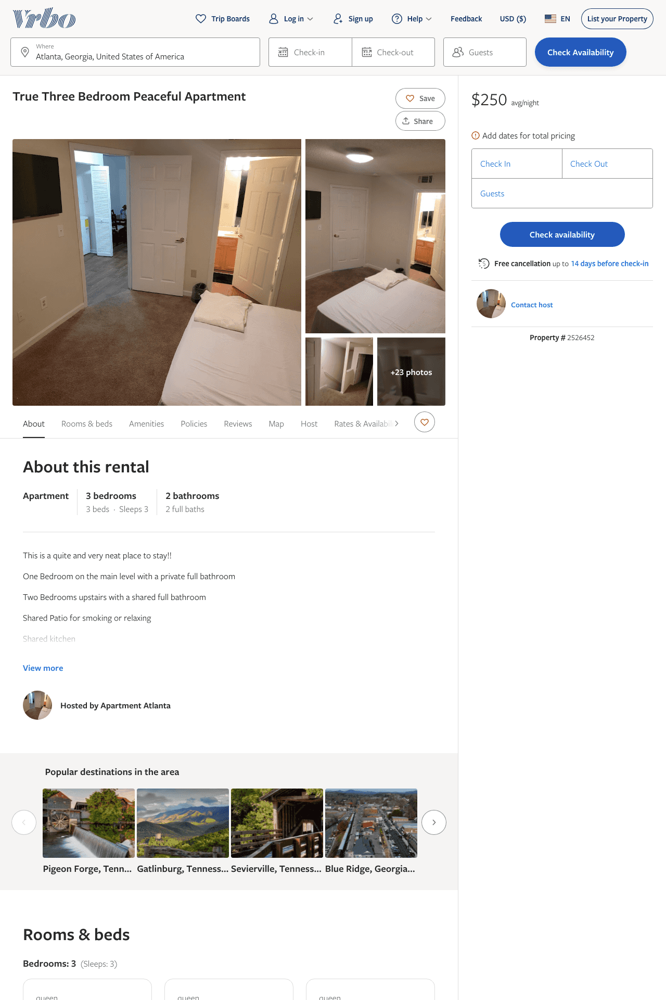 Vrbo
Trip Boards
Log in
Sign up
Help
Feedback
USD ($)
EN
List your Property
Where
Atlanta, Georgia, United States of America
Check-in
Check-out
Guests
Check Availability
True Three Bedroom Peaceful Apartment
Save
Share
$250 avg/night
Add dates for total pricing
Check In
Check Out
Guests
Check availability
Free cancellation up to 14 days before check-in
Contact host
Property # 2526452
+23 photos
About
Rooms & beds
Amenities
Policies
Reviews
Map
Host
Rates & Availabili
About this rental
Apartment
3 bedrooms
3 beds · Sleeps 3
2 bathrooms
2 full baths
This is a quite and very neat place to stay!!
One Bedroom on the main level with a private full bathroom
Two Bedrooms upstairs with a shared full bathroom
Shared Patio for smoking or relaxing
Shared kitchen
View more
Hosted by Apartment Atlanta
Popular destinations in the area
Pigeon Forge, Tenn...
Gatlinburg, Tenness...
Sevierville, Tenness...
Blue Ridge, Georgia...
Rooms & beds
Bedrooms: 3 (Sleeps: 3)
queen
queen
queen